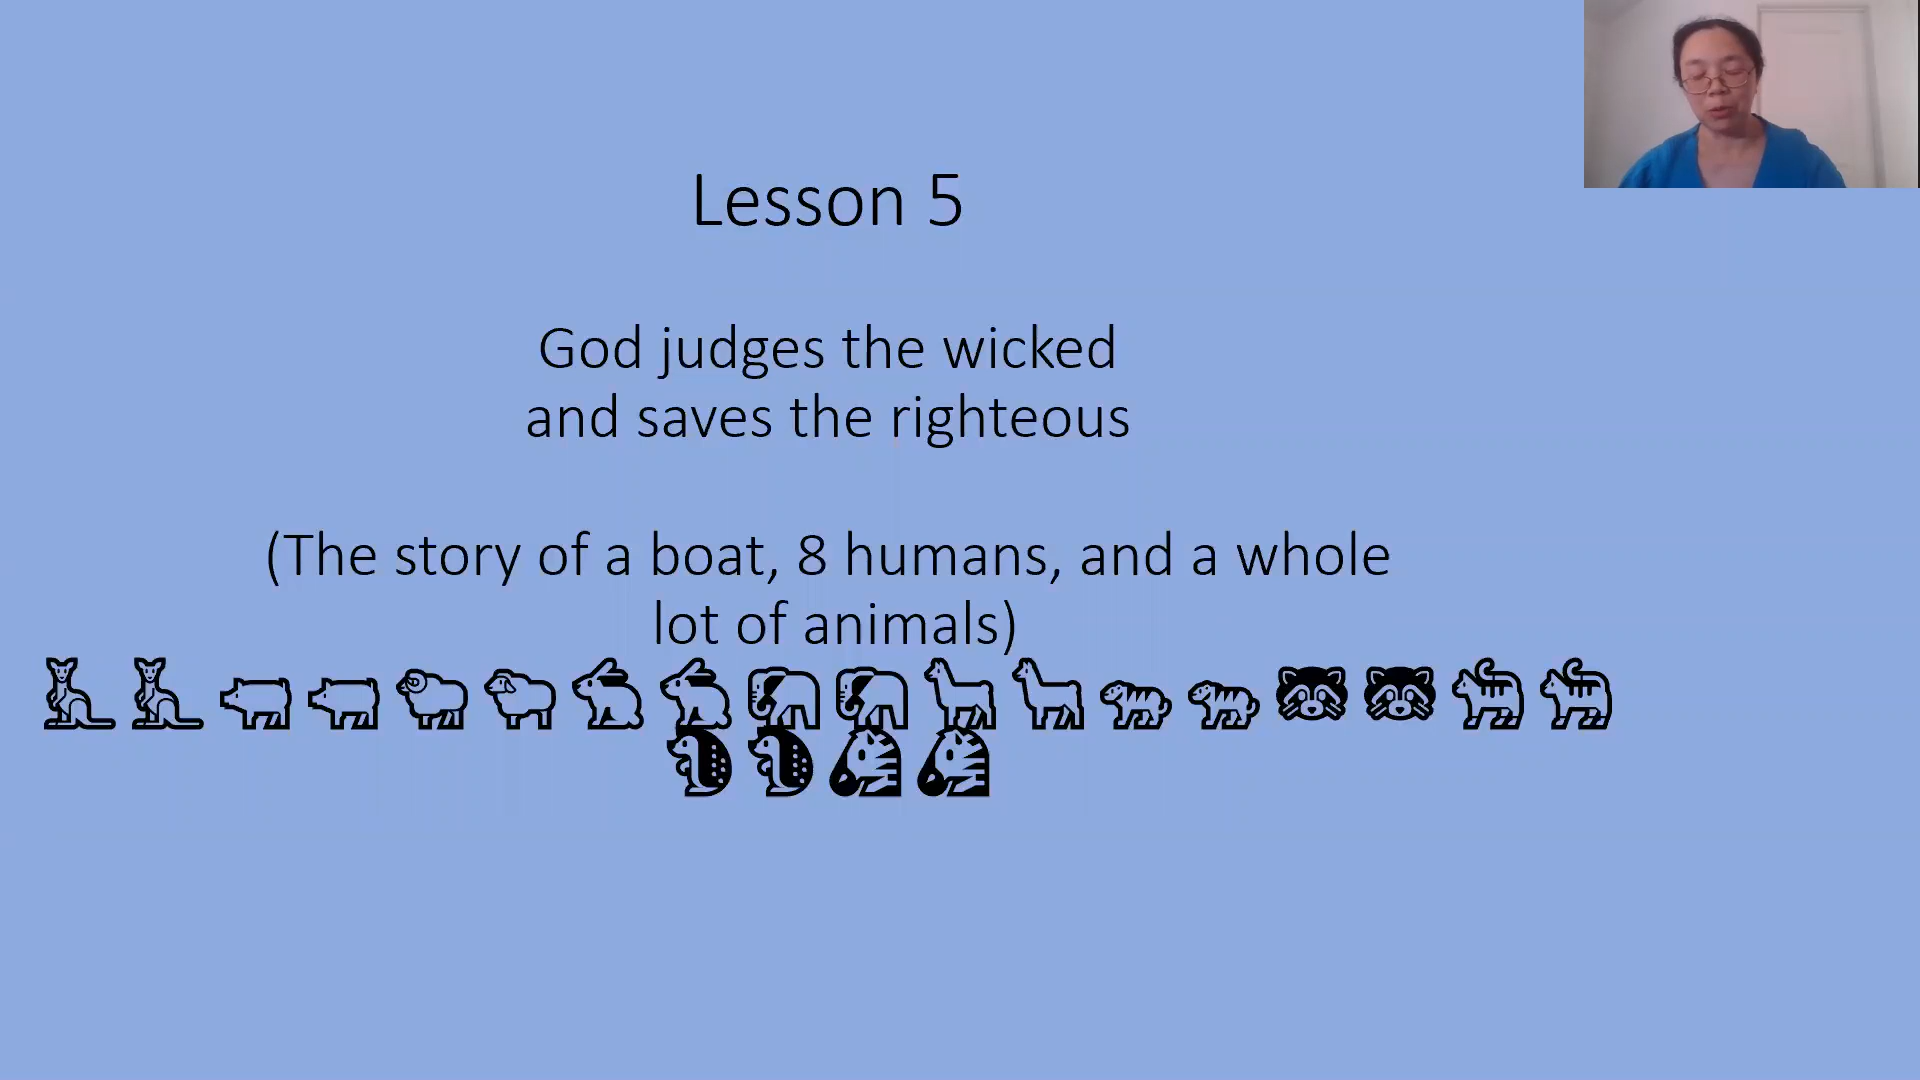 Lesson 5
God judges the wicked
and saves the righteous
(The story of a boat, 8 humans, and a whole
lot of animals)